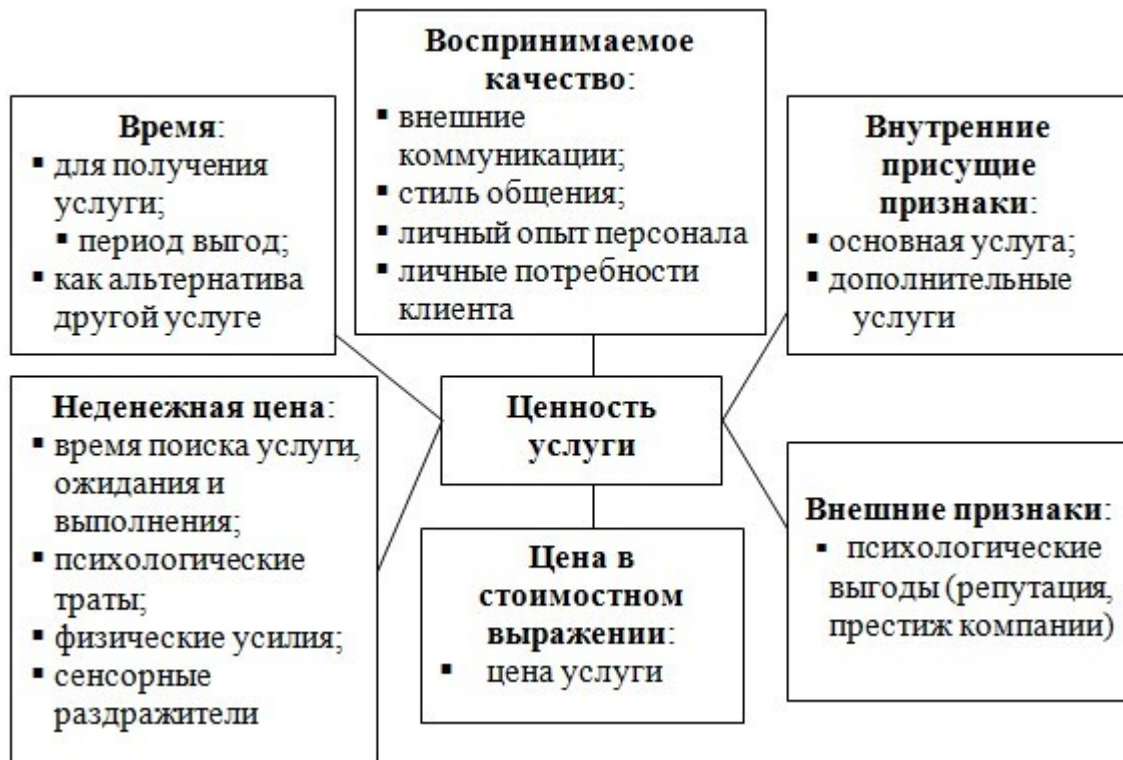 Время:
▪ для получения
услуги;
▪ период выгод;
▪ как альтернатива
другой услуге
Воспринимаемое
качество:
▪ внешние
коммуникации;
▪ стиль общения;
▪ личный опыт персонала
▪ личные потребности
клиента
Внутренние
присущие
признаки:
▪ основная услуга;
▪ дополнительные
услуги
Неденежная цена:
▪ время поиска услуги,
ожидания и
выполнения;
▪ психологические
траты;
▪ физические усилия;
▪ сенсорные
раздражители
Ценность
услуги
Цена в
стоимостном
выражении:
▪ цена услуги
Внешние признаки:
▪ психологические
выгоды (репутация,
престиж компании)